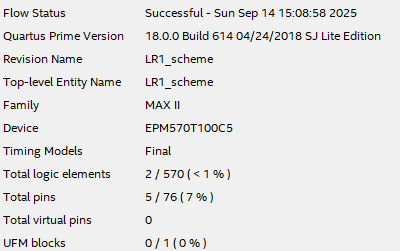 Flow Status Successful - Sun Sep 14 15:08:58 2025
Quartus Prime Version 18.0.0 Build 614 04/24/2018 SJ Lite Edition
Revision Name LR1_scheme
Top-level Entity Name LR1_scheme
Family MAX II
Device EPM570T100C5
Timing Models Final
Total logic elements 2 / 570 ( < 1 % )
Total pins 5 / 76 ( 7 % )
Total virtual pins 0
UFM blocks 0 / 1 ( 0 % )